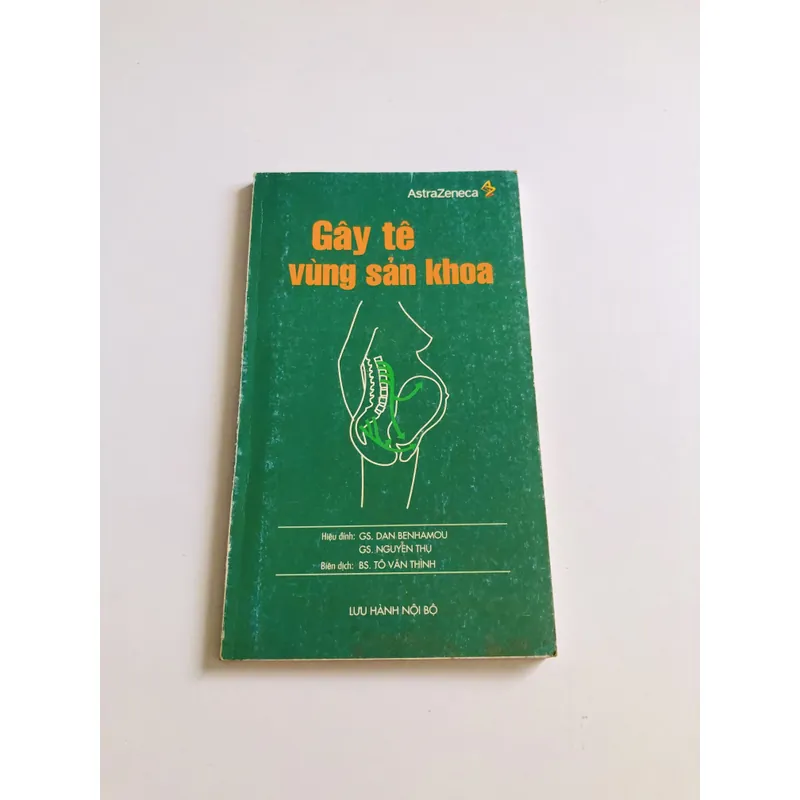 AstraZeneca
Gây tê
vùng sản khoa
Hiệu đính: GS. DAN BENHAMOU
GS. NGUYỄN THỤ
Biên dịch: BS. TÔ VĂN THÌNH
LƯU HÀNH NỘI BỘ